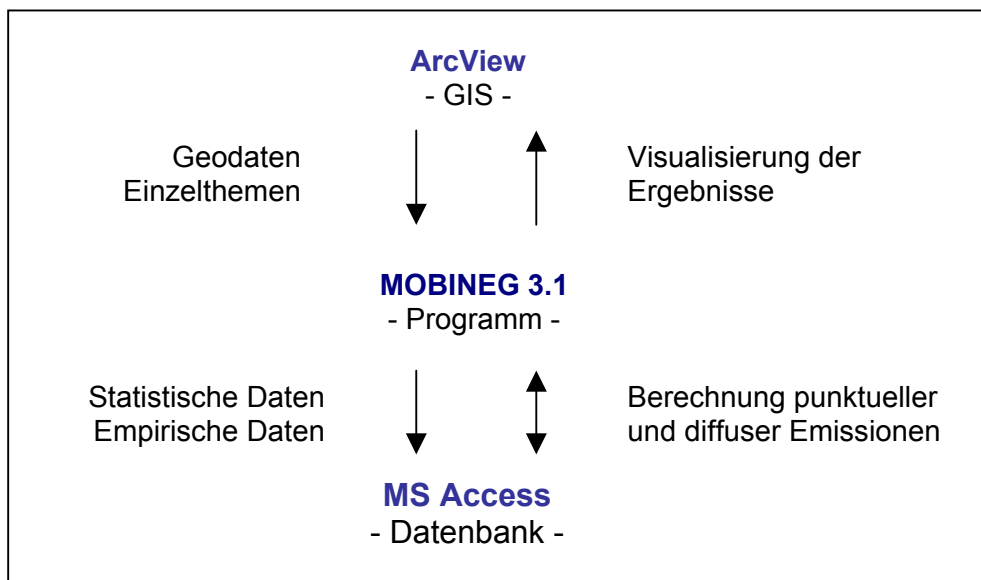 ArcView
- GIS -
Geodaten
Einzelthemen
Visualisierung der
Ergebnisse
MOBINEG 3.1
- Programm -
Statistische Daten
Empirische Daten
Berechnung punktueller
und diffuser Emissionen
MS Access
- Datenbank -